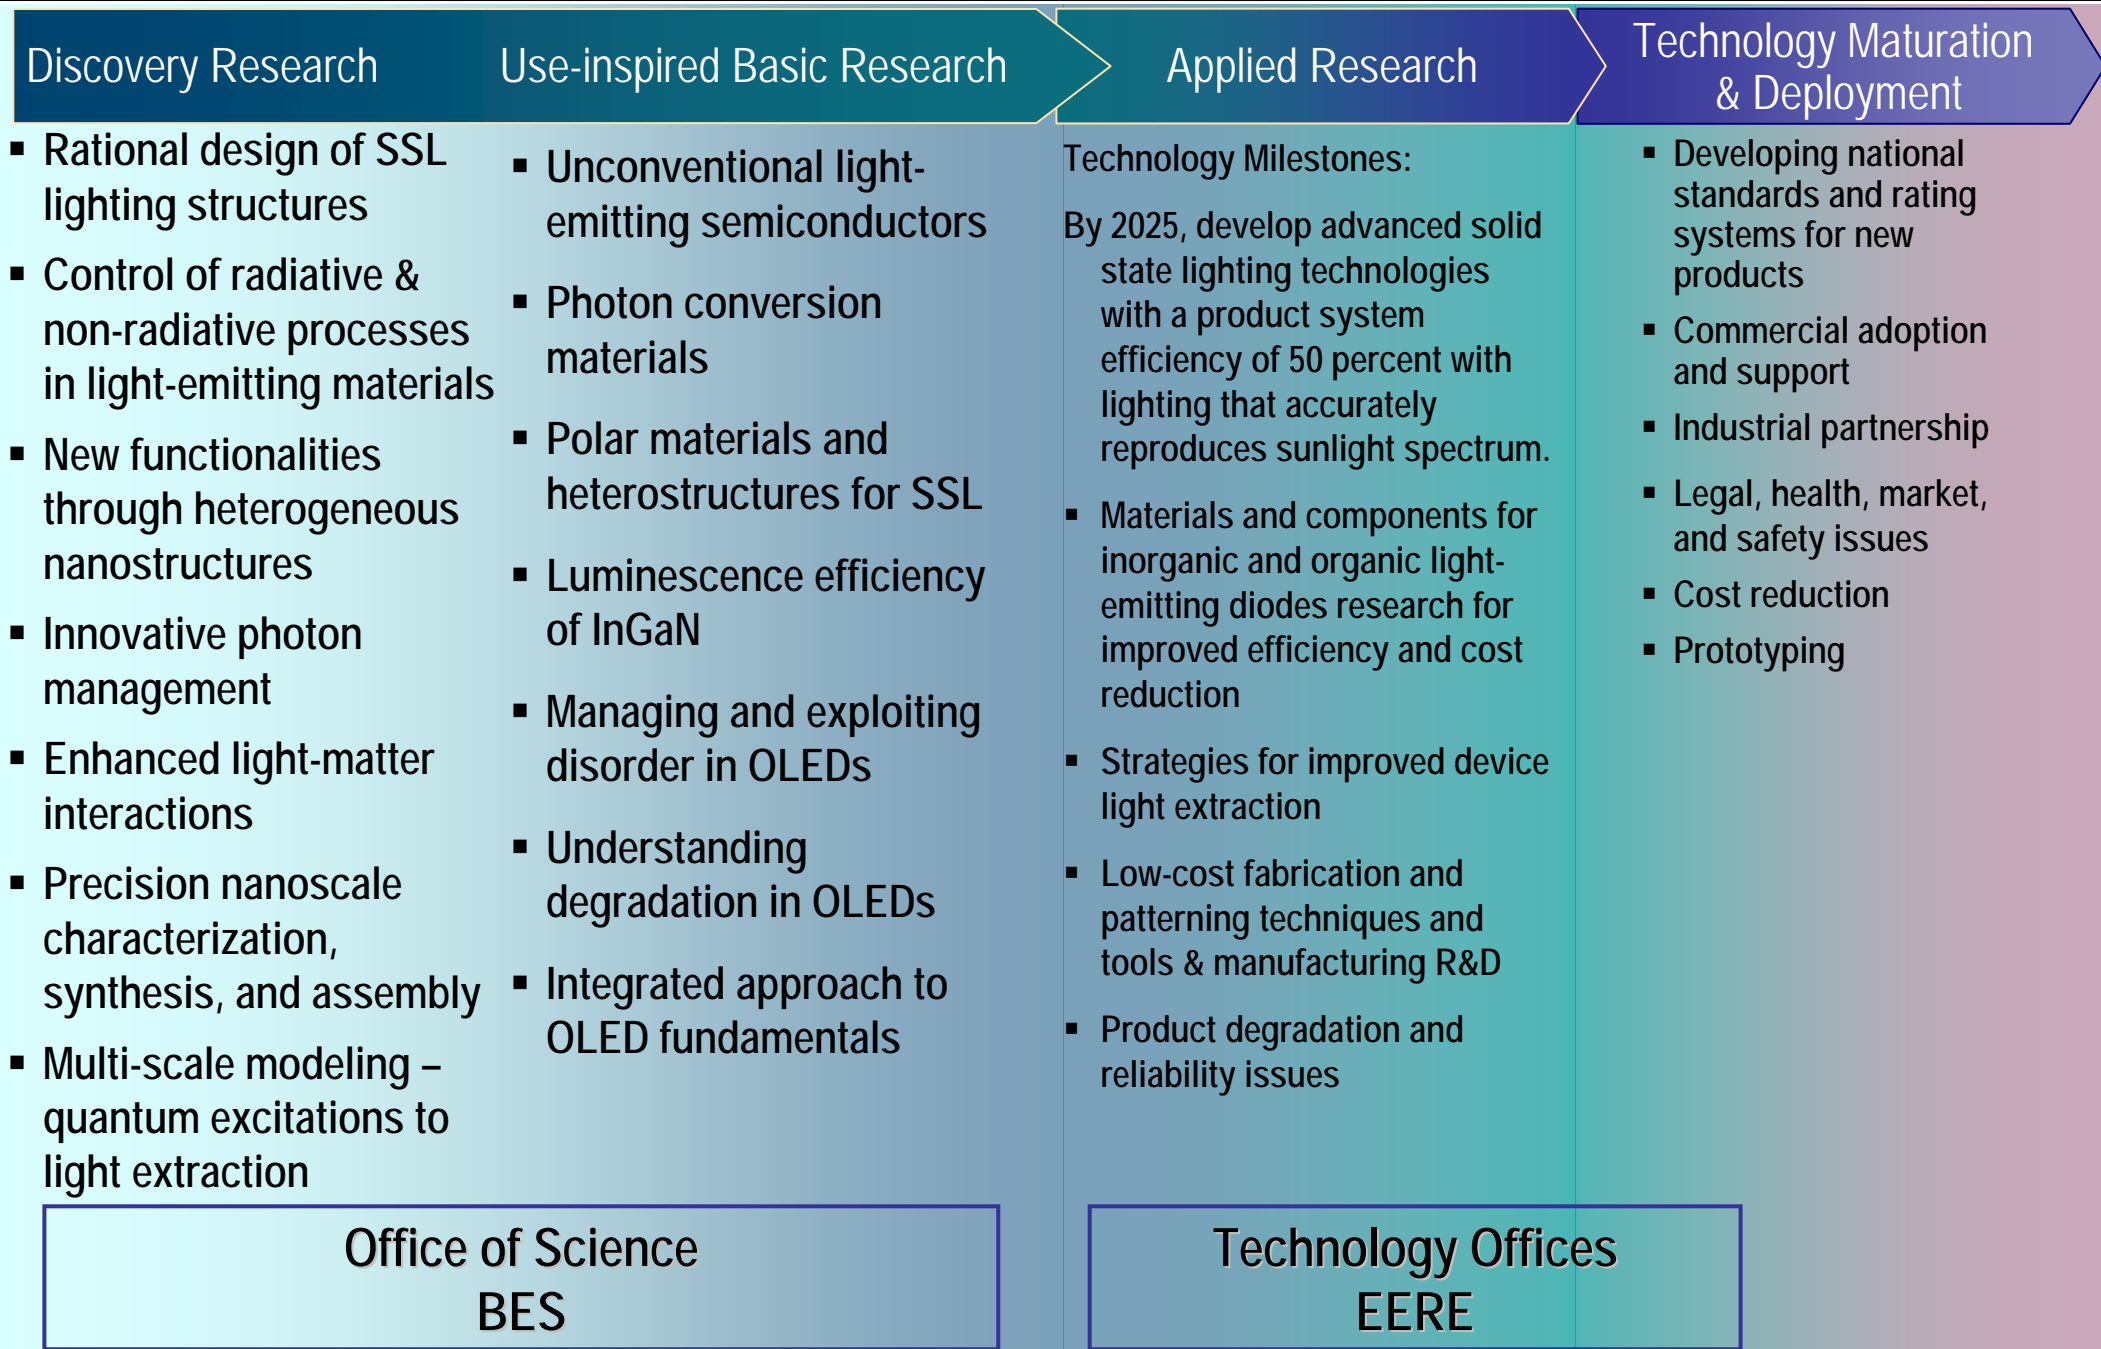 Discovery Research
Use-inspired Basic Research
Applied Research
Technology Maturation
& Deployment
▪ Rational design of SSL
lighting structures
▪ Control of radiative &
non-radiative processes
in light-emitting materials
▪ New functionalities
through heterogeneous
nanostructures
▪ Innovative photon
management
▪ Enhanced light-matter
interactions
▪ Precision nanoscale
characterization,
synthesis, and assembly
▪ Multi-scale modeling –
quantum excitations to
light extraction
▪ Unconventional light-
emitting semiconductors
▪ Photon conversion
materials
▪ Polar materials and
heterostructures for SSL
▪ Luminescence efficiency
of InGaN
▪ Managing and exploiting
disorder in OLEDs
▪ Understanding
degradation in OLEDs
▪ Integrated approach to
OLED fundamentals
Technology Milestones:
By 2025, develop advanced solid
state lighting technologies
with a product system
efficiency of 50 percent with
lighting that accurately
reproduces sunlight spectrum.
▪ Materials and components for
inorganic and organic light-
emitting diodes research for
improved efficiency and cost
reduction
▪ Strategies for improved device
light extraction
▪ Low-cost fabrication and
patterning techniques and
tools & manufacturing R&D
▪ Product degradation and
reliability issues
▪ Developing national
standards and rating
systems for new
products
▪ Commercial adoption
and support
▪ Industrial partnership
▪ Legal, health, market,
and safety issues
▪ Cost reduction
▪ Prototyping
Office of Science
BES
Technology Offices
EERE